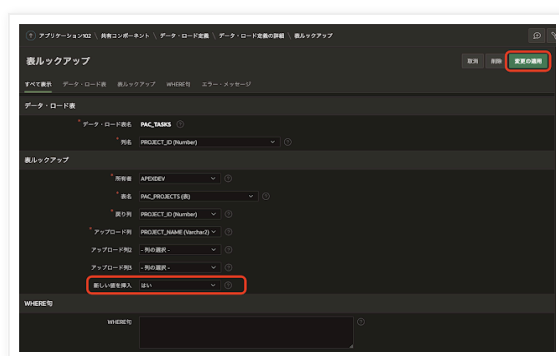 アプリケーション102 \ 共有コンポーネント \ データ・ロード定義 \ データ・ロード定義の詳細 \ 表ルックアップ
表ルックアップ 取消 削除 変更の適用
すべて表示 データ・ロード表 表ルックアップ WHERE句 エラー・メッセージ
データ・ロード表
* データ・ロード表名 PAC_TASKS
* 列名 PROJECT_ID (Number)
表ルックアップ
* 所有者 APEXDEV
* 表名 PAC_PROJECTS (表)
* 戻り列 PROJECT_ID (Number)
* アップロード列 PROJECT_NAME (Varchar2)
アップロード列2 - 列の選択 -
アップロード列3 - 列の選択 -
新しい値を挿入 はい
WHERE句
WHERE句